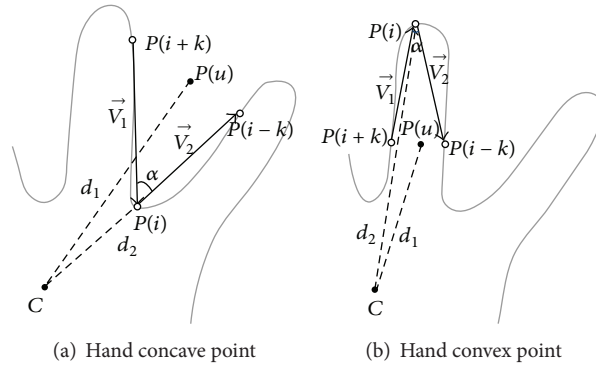 P(i + k)
P(u)
V₁
V₂
P(i − k)
α
d₁
P(i)
d₂
C
(a) Hand concave point
P(i)
α
V₁
V₂
P(i + k)
P(u)
P(i − k)
d₂
d₁
C
(b) Hand convex point